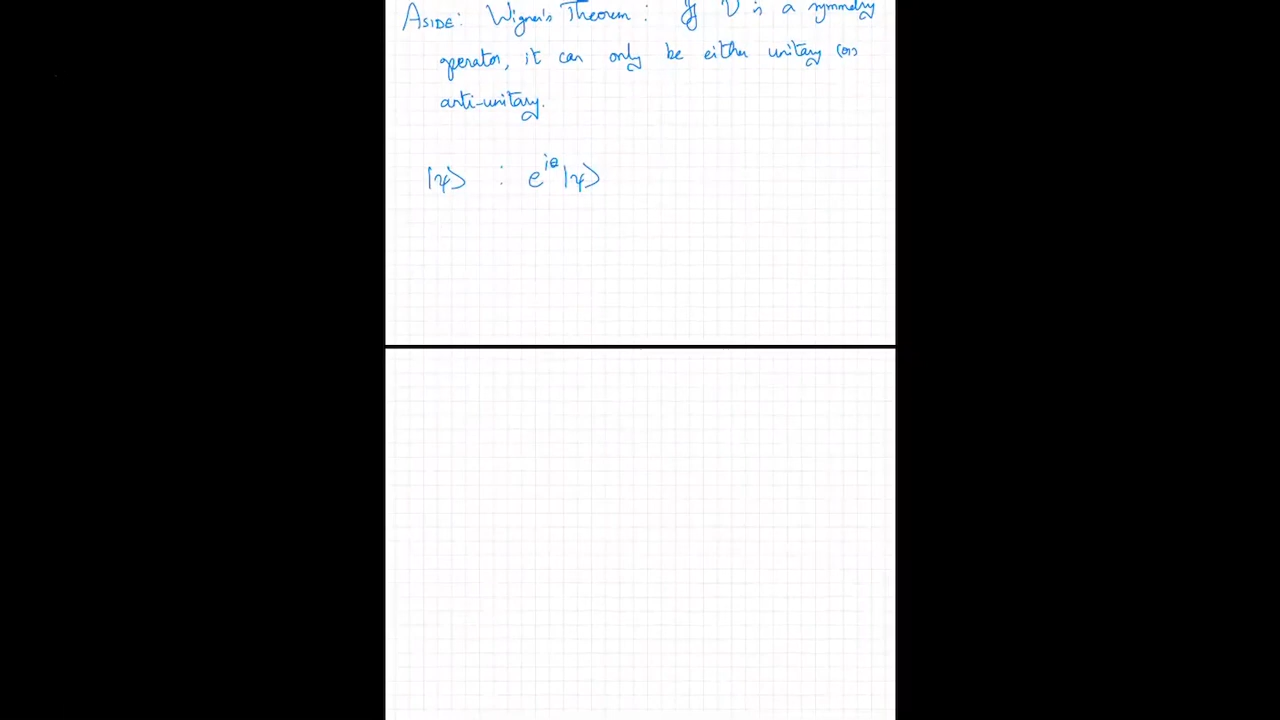 ASIDE: Wigner's Theorem : If U is a symmetry
operator, it can only be either unitary (or)
anti-unitary.
|ψ⟩ : e^{iθ}|ψ⟩